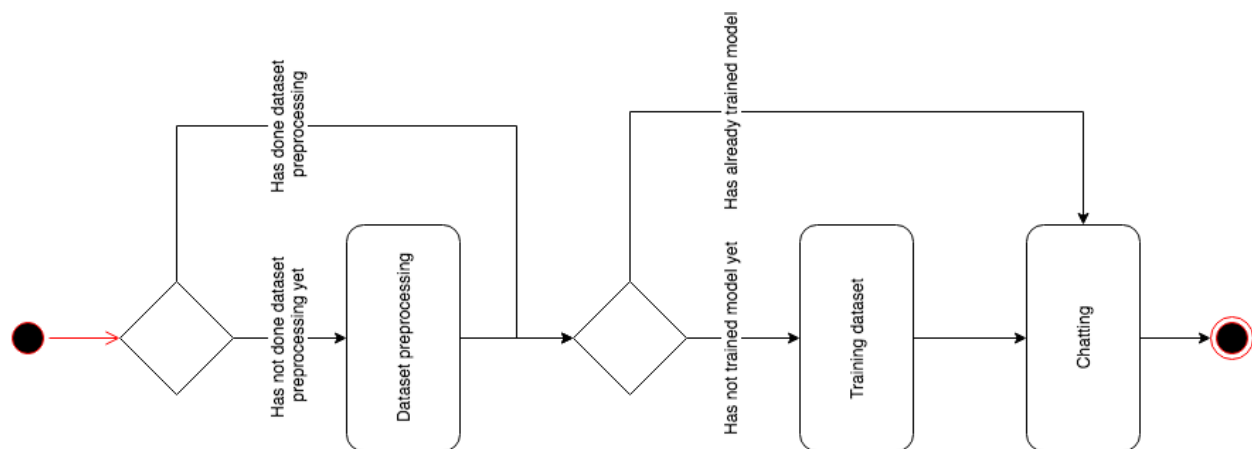 Has done dataset
preprocessing
Has not done dataset
preprocessing yet
Dataset preprocessing
Has already trained model
Has not trained model yet
Training dataset
Chatting